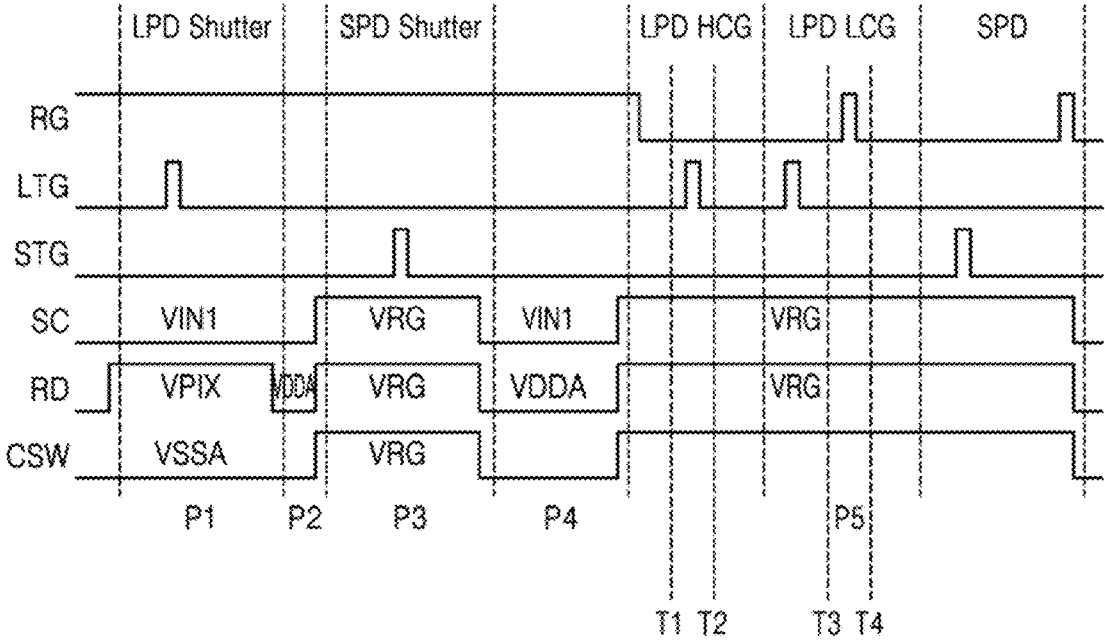 LPD Shutter SPD Shutter LPD HCG LPD LCG SPD
RG
LTG
STG
SC VIN1 VRG VIN1 VRG
RD VPIX VDDA VRG VDDA VRG
CSW VSSA VRG
P1 P2 P3 P4 P5
T1 T2 T3 T4